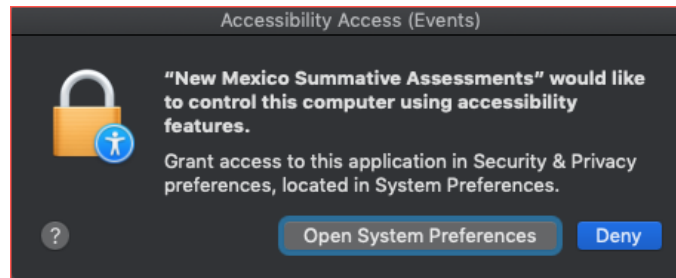 Accessibility Access (Events)
“New Mexico Summative Assessments” would like
to control this computer using accessibility
features.
Grant access to this application in Security & Privacy
preferences, located in System Preferences.
?
Open System Preferences
Deny